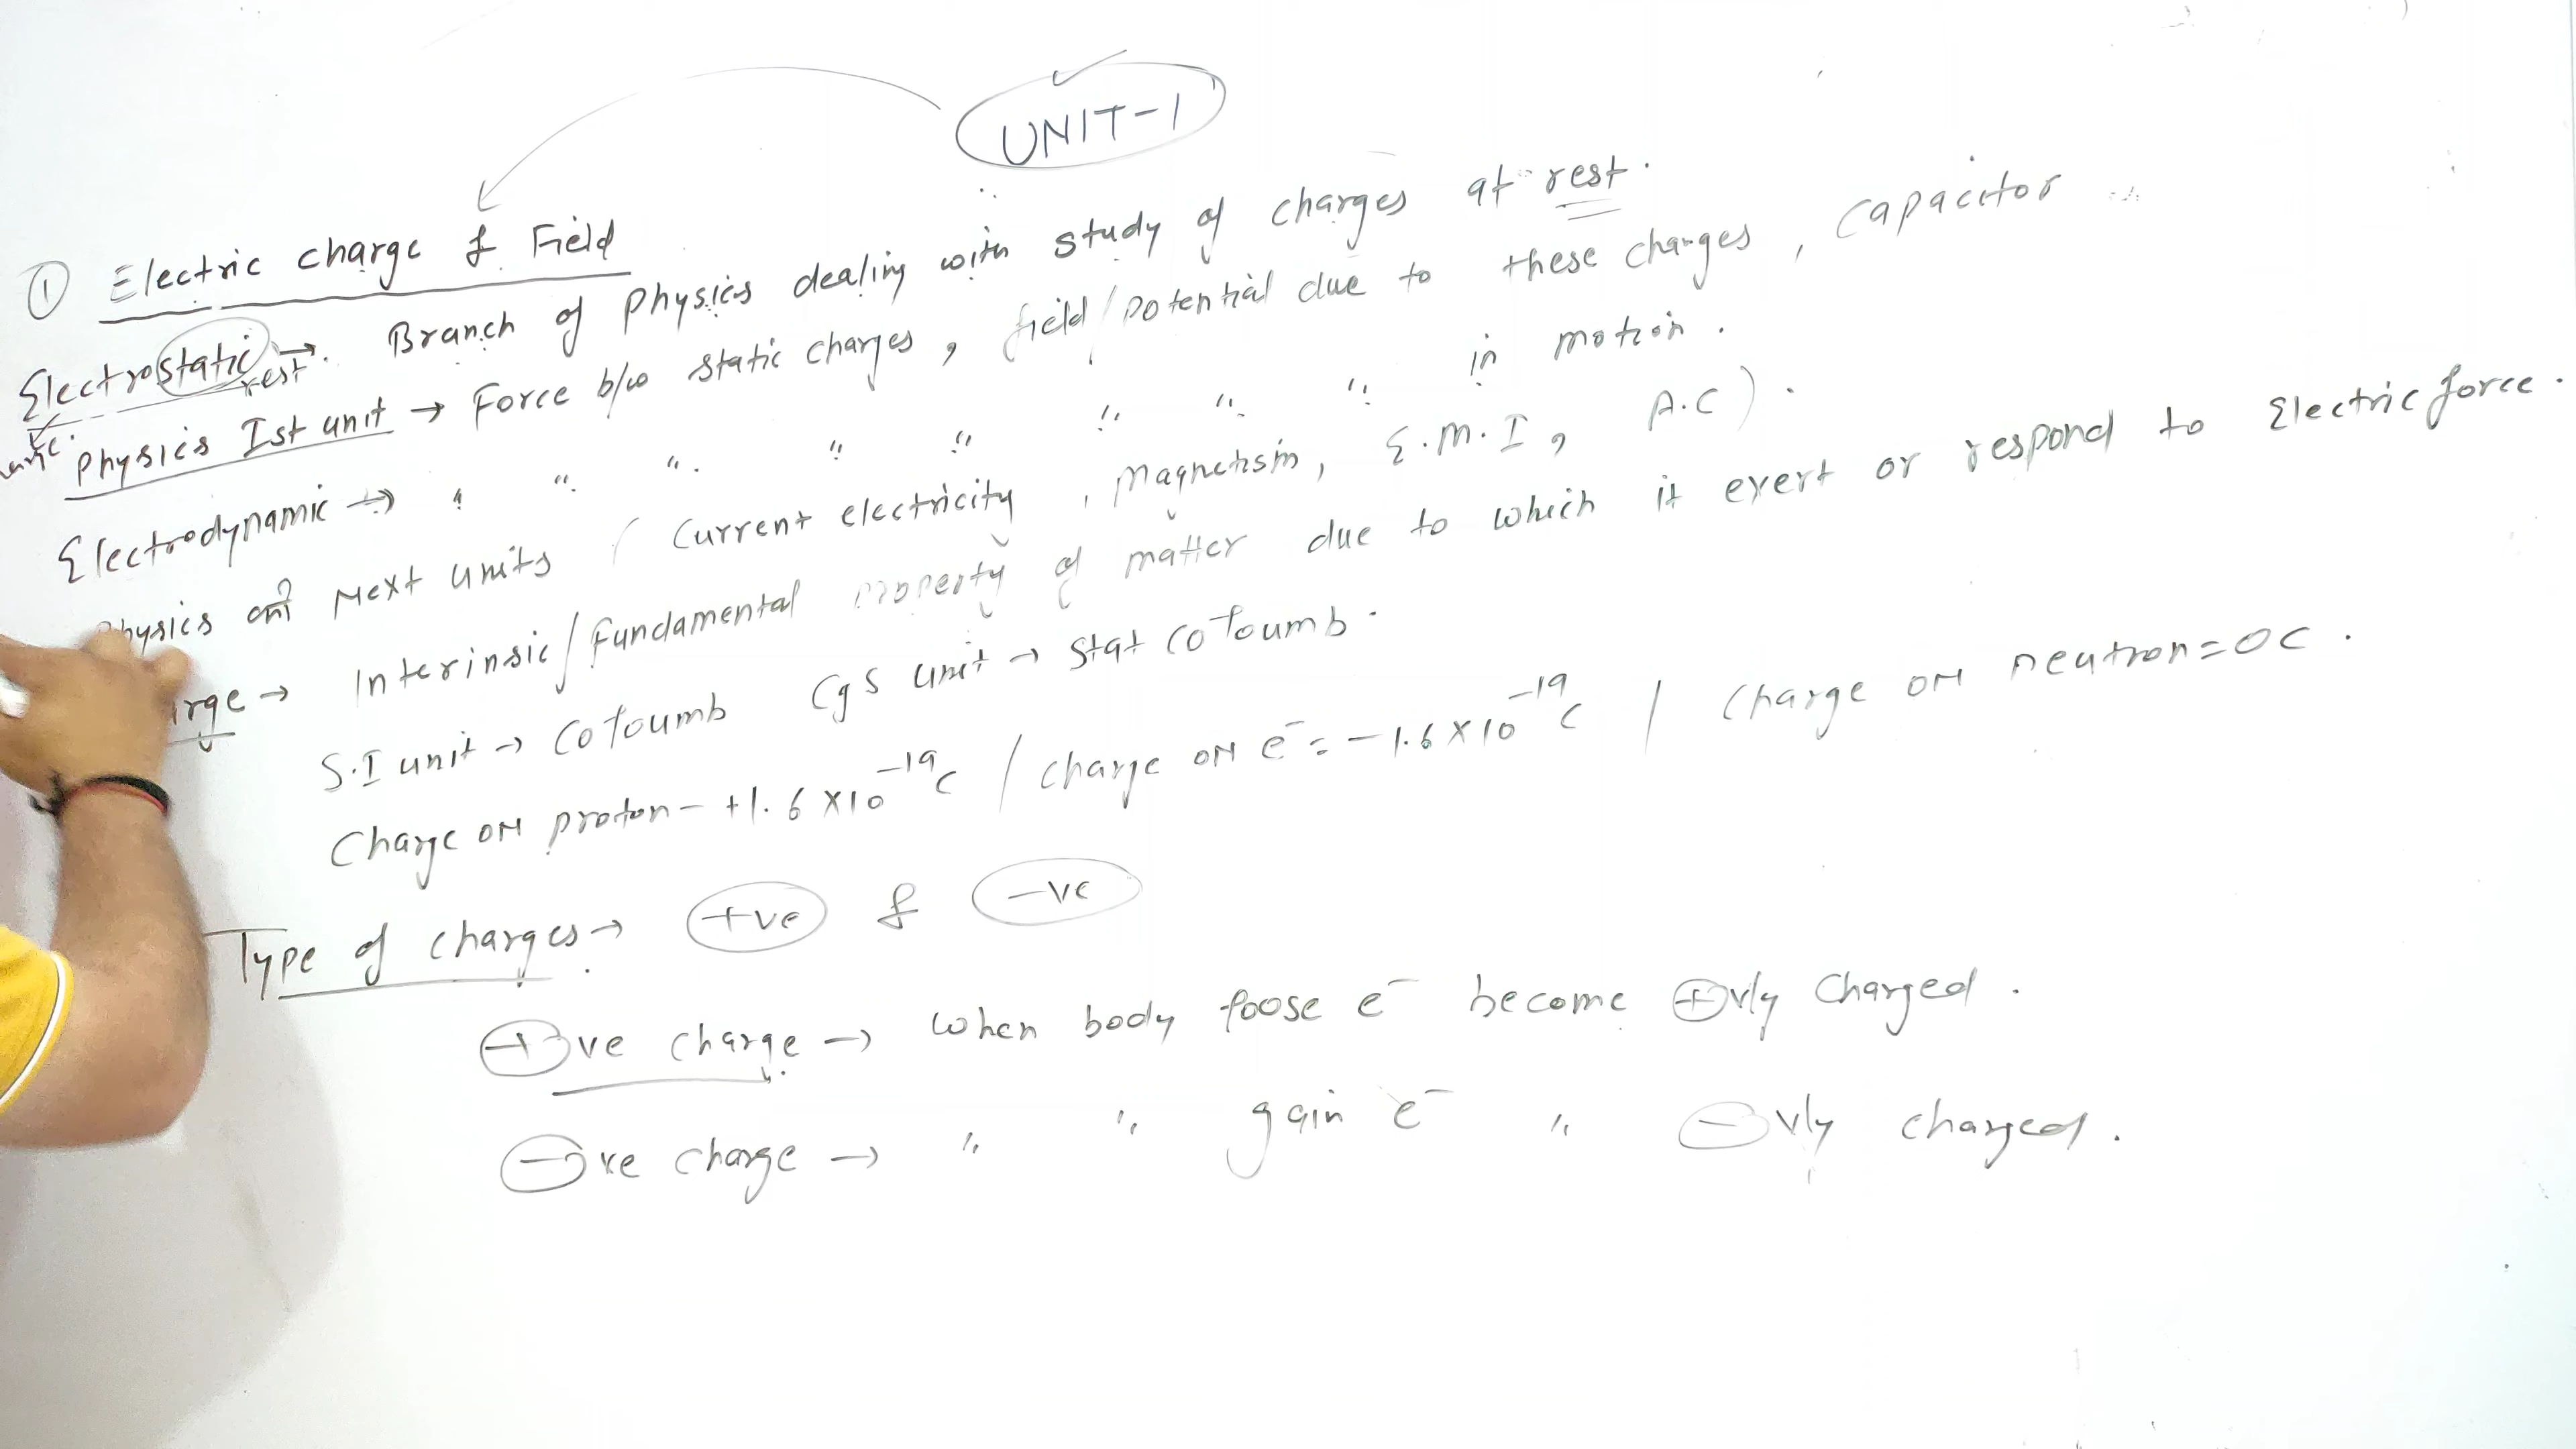 UNIT-1
① Electric charge & Field
Electrostatic →. Branch of Physics dealing with study of charges at rest.
rest
Physics Ist unit → Force b/w static charges, field/potential due to these charges, capacitor
Electrodynamic → " " " " " " " " in motion.
Physics की Next units (Current electricity, Magnetism, E.M.I, A.C).
arge → Interinsic/Fundamental property of matter due to which it exert or respond to Electric force.
S.I unit → Coloumb CgS unit → Stat Coloumb.
Charge on proton - +1.6 × 10⁻¹⁹C / Charge on e⁻ = -1.6 × 10⁻¹⁹C / Charge on neutron = 0C.
Type of charges → +ve & -ve
⊕ve charge → When body loose e⁻ become ⊕vly Charged.
⊖ve charge → " " gain e⁻ " ⊖vly charged.